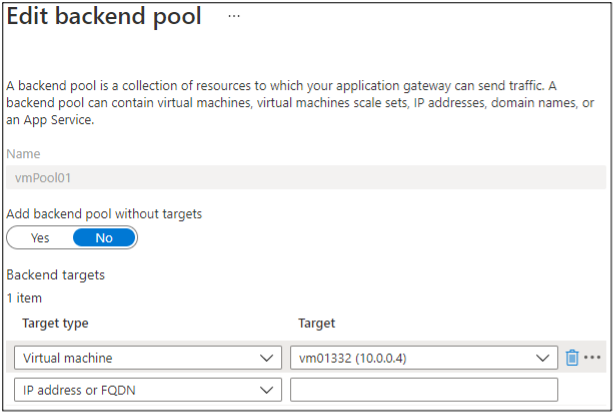 Edit backend pool ...
A backend pool is a collection of resources to which your application gateway can send traffic. A
backend pool can contain virtual machines, virtual machines scale sets, IP addresses, domain names, or
an App Service.
Name
vmPool01
Add backend pool without targets
Yes No
Backend targets
1 item
Target type Target
Virtual machine vm01332 (10.0.0.4)
IP address or FQDN